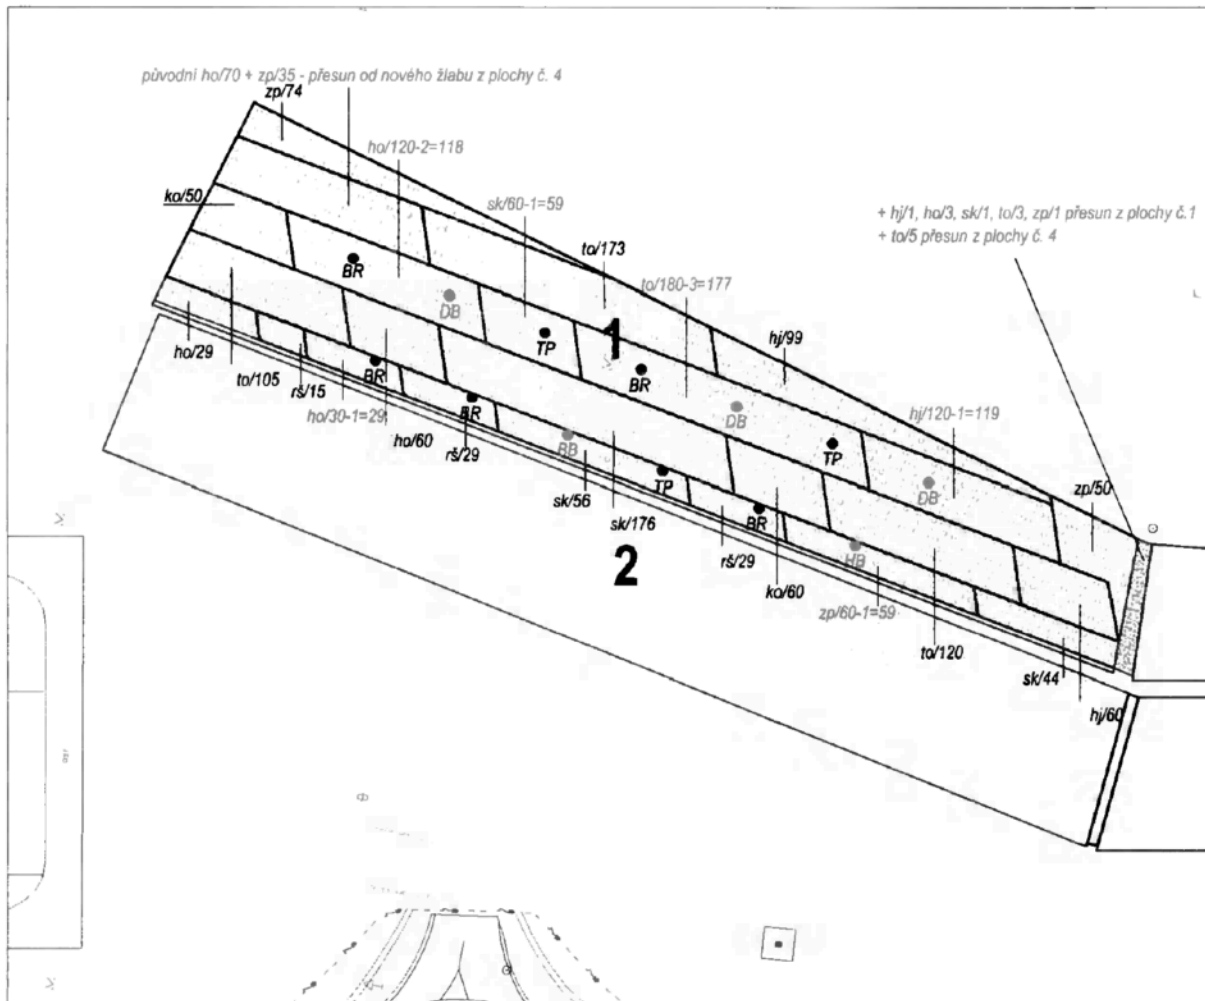 původní ho/70 + zp/35 - přesun od nového žlabu z plochy č. 4
zp/74
ho/120-2=118
ko/50
sk/60-1=59
+ hj/1, ho/3, sk/1, to/3, zp/1 přesun z plochy č.1
+ to/5 přesun z plochy č. 4
to/173
BR
to/180-3=177
DB
1
hj/99
TP
ho/29
BR
to/105
BR
rš/15
DB
hj/120-1=119
ho/30-1=29
BR
ho/60
BB
TP
rš/29
zp/50
DB
sk/56
TP
sk/176
BR
2
rš/29
HB
ko/60
zp/60-1=59
to/120
sk/44
hj/60